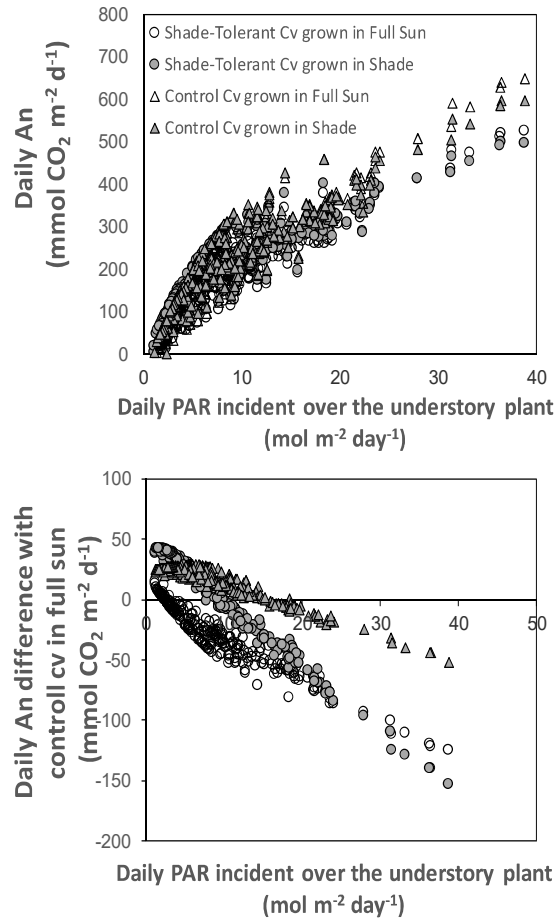 800
700
600
500
400
300
200
100
0
Daily An
(mmol CO2 m-2 d-1)
Shade-Tolerant Cv grown in Full Sun
Shade-Tolerant Cv grown in Shade
Control Cv grown in Full Sun
Control Cv grown in Shade
0 10 20 30 40
Daily PAR incident over the understory plant
(mol m-2 day-1)
100
50
0
-50
-100
-150
-200
Daily An difference with
controll cv in full sun
(mmol CO2 m-2 d-1)
0 10 20 30 40 50
Daily PAR incident over the understory plant
(mol m-2 day-1)